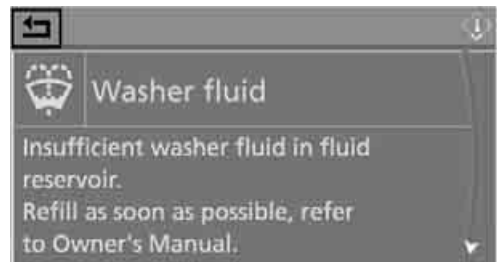 Washer fluid
Insufficient washer fluid in fluid
reservoir.
Refill as soon as possible, refer
to Owner's Manual.